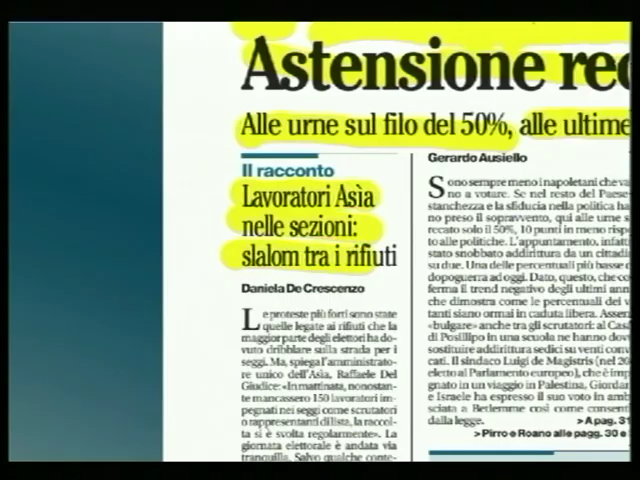 Astensione rec
Alle urne sul filo del 50%, alle ultime
Il racconto
Lavoratori Asìa
nelle sezioni:
slalom tra i rifiuti
Daniela De Crescenzo
Le proteste più forti sono state
quelle legate ai rifiuti che la
maggior parte degli elettori ha do-
vuto dribblare sulla strada per i
seggi. Ma, spiega l'amministrato-
re unico dell'Asia, Raffaele Del
Giudice: «In mattinata, nonostan-
te mancassero 150 lavoratori im-
pegnati nei seggi come scrutatori
o rappresentanti di lista, la raccol-
ta si è svolta regolarmente». La
giornata elettorale è andata via
tranquilla. Salvo qualche conte-
Gerardo Ausiello
Sono sempre meno i napoletani che va
no a votare. Se nel resto del Paese
stanchezza e la sfiducia nella politica ha
no preso il sopravvento, qui alle urne s
recato solo il 50%, 10 punti in meno risp
to alle politiche. L'appuntamento, infatt
stato snobbato addirittura da un cittadi
su due. Una delle percentuali più basse
dopoguerra ad oggi. Dato, questo, che co
ferma il trend negativo degli ultimi ann
che dimostra come le percentuali dei v
tanti siano ormai in caduta libera. Assen
«bulgare» anche tra gli scrutatori: al Casa
di Posillipo in una scuola ne hanno dovu
sostituire addirittura sedici su venti conv
cati. Il sindaco Luigi de Magistris (nel 20
eletto al Parlamento europeo), che è imp
gnato in un viaggio in Palestina, Giordan
e Israele ha espresso il suo voto in amb
sciata a Betlemme così come consent
dalla legge.
>A pag. 31
>Pirro e Roano alle pagg. 30 e